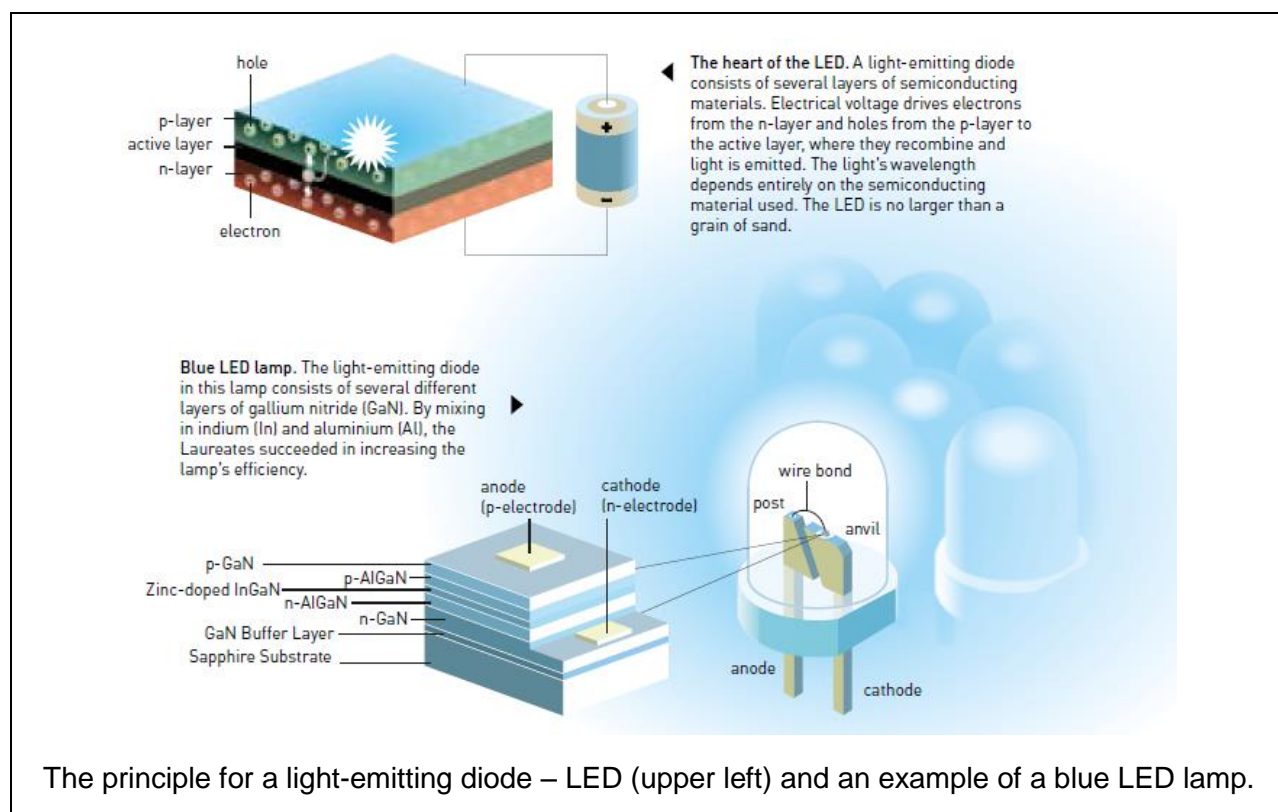 hole
p-layer
active layer
n-layer
electron
+
-
The heart of the LED. A light-emitting diode
consists of several layers of semiconducting
materials. Electrical voltage drives electrons
from the n-layer and holes from the p-layer to
the active layer, where they recombine and
light is emitted. The light's wavelength
depends entirely on the semiconducting
material used. The LED is no larger than a
grain of sand.
Blue LED lamp. The light-emitting diode
in this lamp consists of several different
layers of gallium nitride (GaN). By mixing
in indium (In) and aluminium (Al), the
Laureates succeeded in increasing the
lamp's efficiency.
anode
(p-electrode)
cathode
(n-electrode)
p-GaN
p-AlGaN
Zinc-doped InGaN
n-AlGaN
n-GaN
GaN Buffer Layer
Sapphire Substrate
wire bond
post
anvil
anode
cathode
The principle for a light-emitting diode – LED (upper left) and an example of a blue LED lamp.